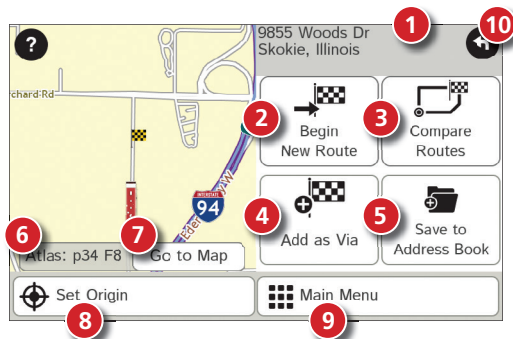 1
10
?
9855 Woods Dr
Skokie, Illinois
chard Rd
2
Begin
New Route
3
Compare
Routes
INTERSTATE
94
Eden
y W
4
Add as Via
5
Save to
Address Book
6
Atlas: p34 F8
7
Go to Map
Set Origin
8
Main Menu
9